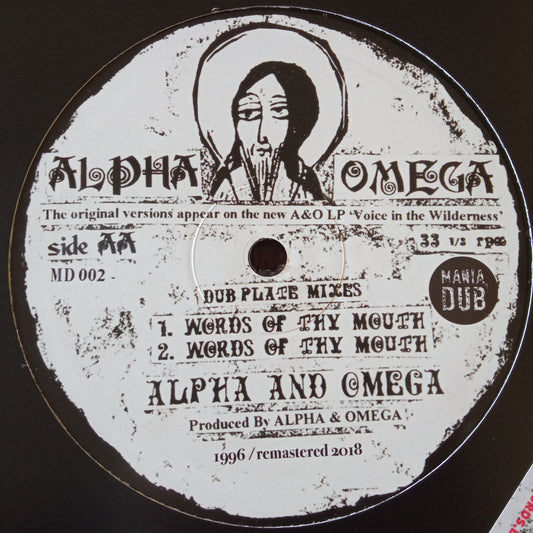 ALPHA OMEGA
The original versions appear on the new A&O LP 'Voice in the Wilderness'
side AA
33 1/2 rpm
MD 002
MANIA
DUB
DUB PLATE MIXES
1. WORDS OF THY MOUTH
2. WORDS OF THY MOUTH
ALPHA AND OMEGA
Produced By ALPHA & OMEGA
1996/remastered 2018